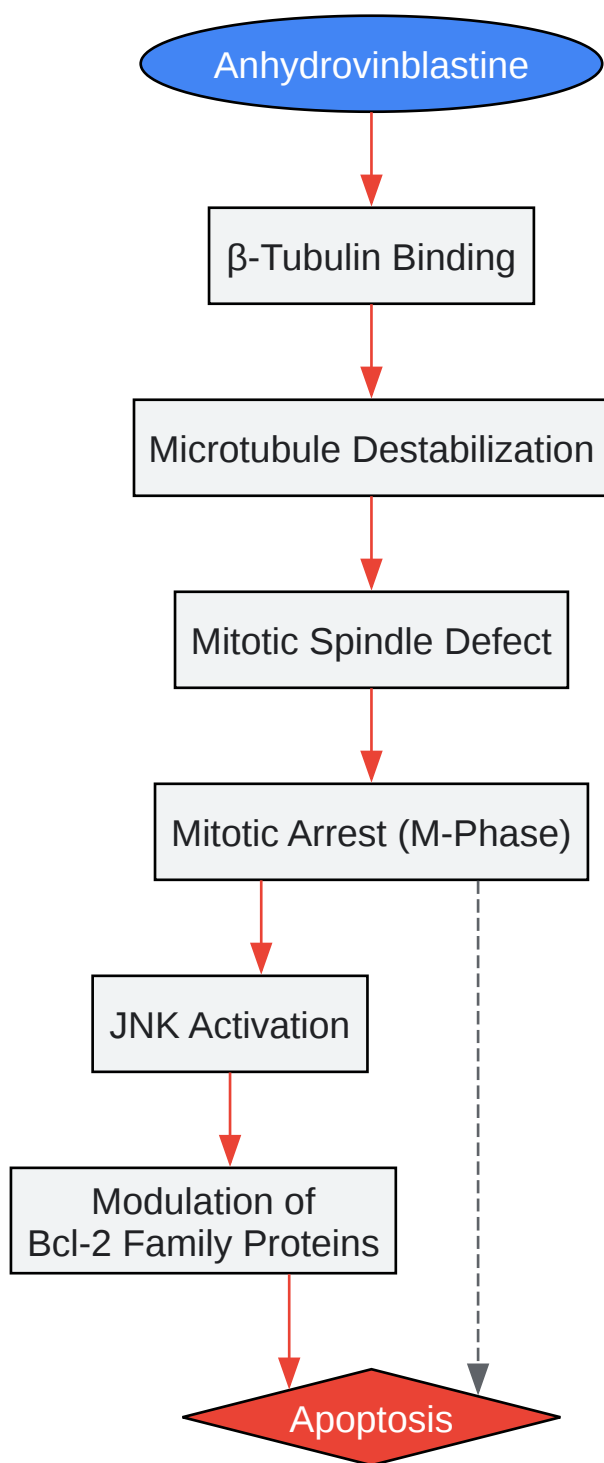 Anhydrovinblastine
β-Tubulin Binding
Microtubule Destabilization
Mitotic Spindle Defect
Mitotic Arrest (M-Phase)
JNK Activation
Modulation of
Bcl-2 Family Proteins
Apoptosis